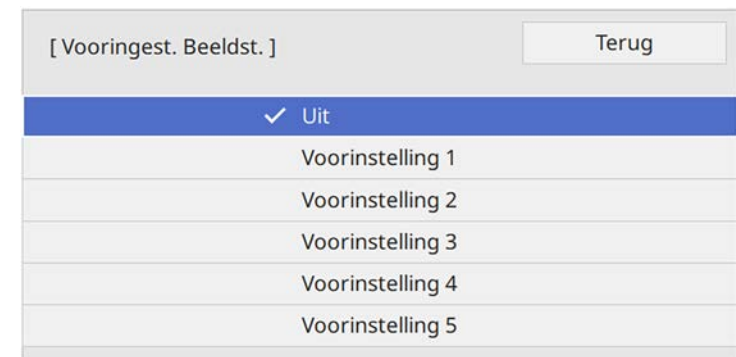 [ Vooringest. Beeldst. ]
Terug
Uit
Voorinstelling 1
Voorinstelling 2
Voorinstelling 3
Voorinstelling 4
Voorinstelling 5